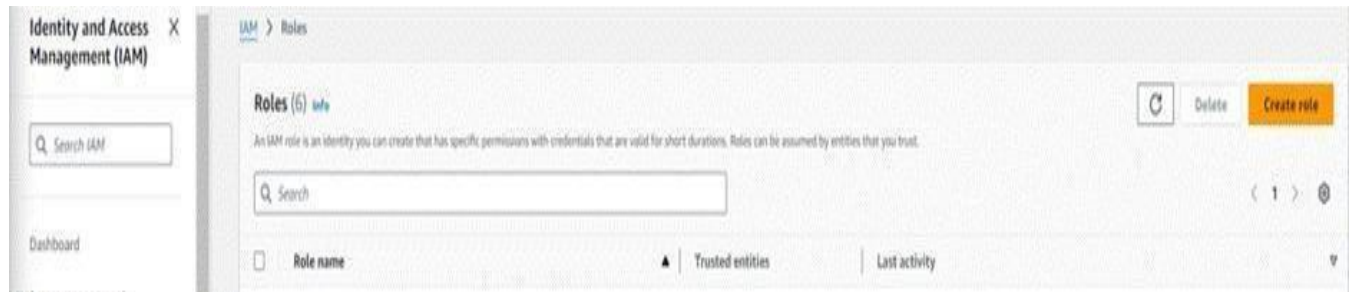 Identity and Access X
Management (IAM)
Search IAM
Dashboard
IAM > Roles
Roles (6) Info
Delete
Create role
An IAM role is an identity you can create that has specific permissions with credentials that are valid for short durations. Roles can be assumed by entities that you trust.
Search
< 1 >
Role name ▲ Trusted entities Last activity